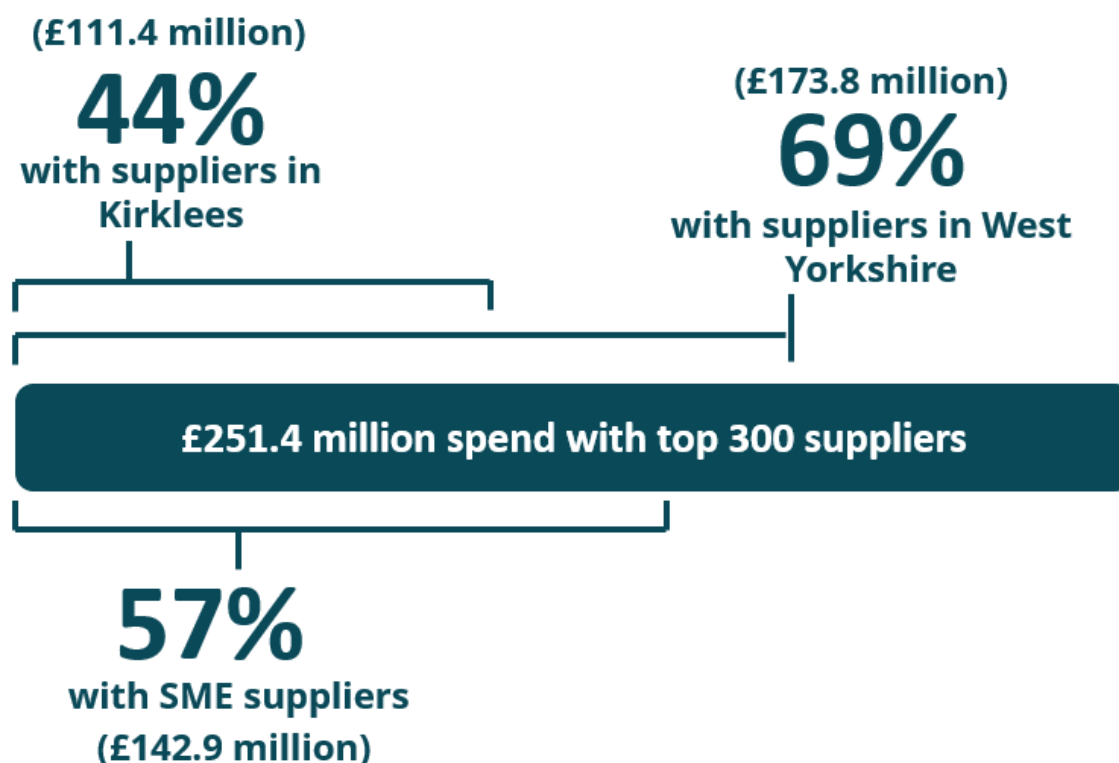 (£111.4 million)
44%
with suppliers in
Kirklees
(£173.8 million)
69%
with suppliers in West
Yorkshire
£251.4 million spend with top 300 suppliers
57%
with SME suppliers
(£142.9 million)